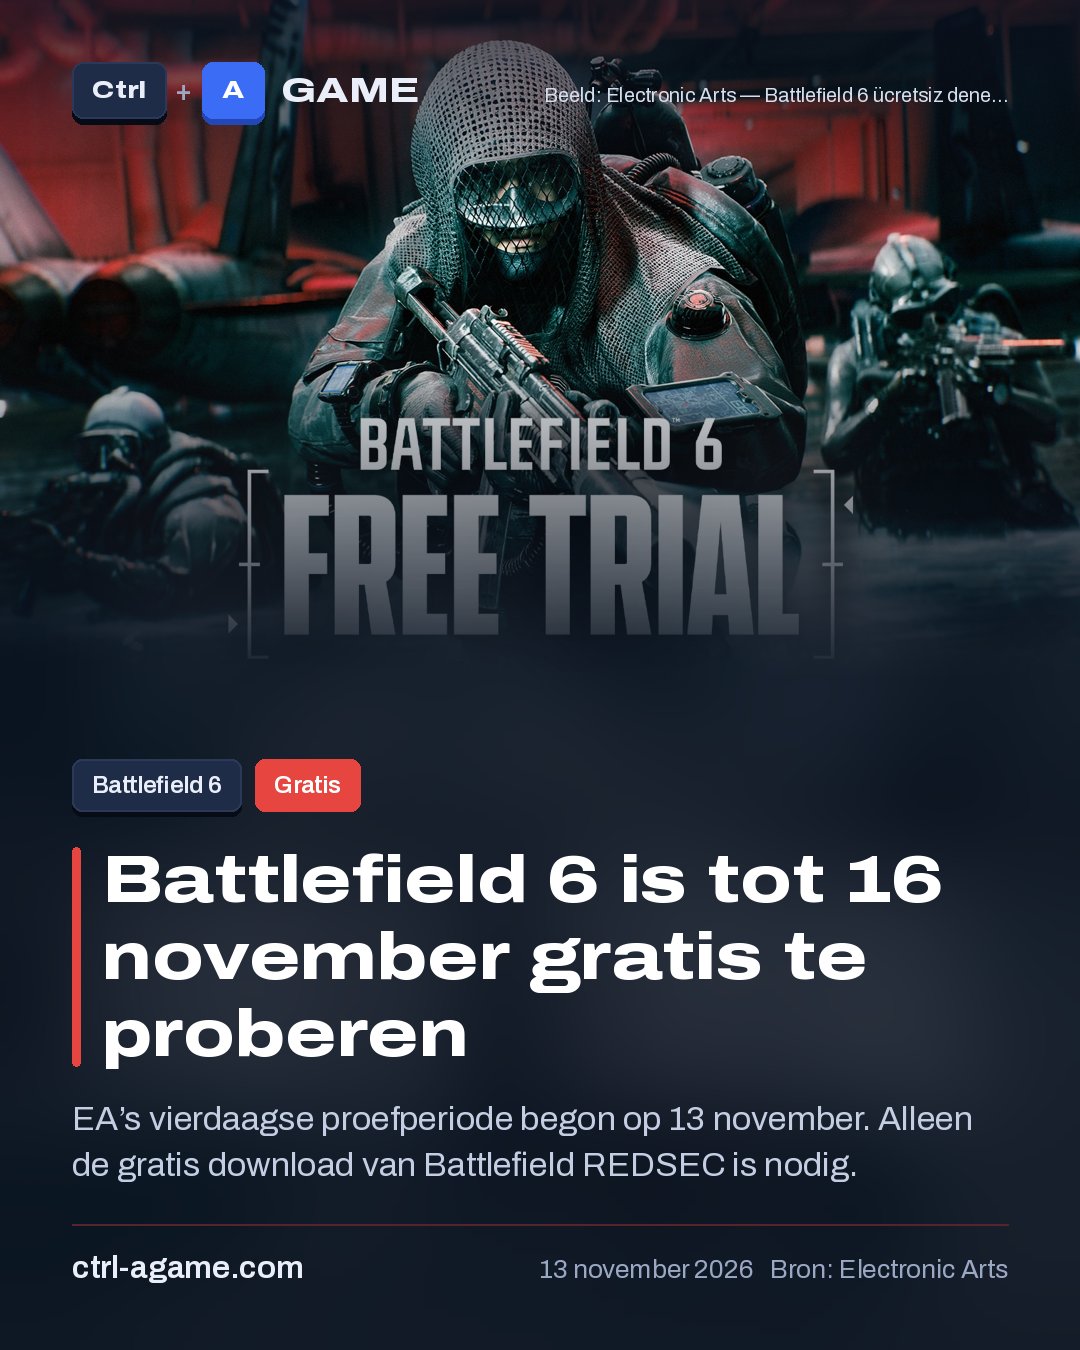 Ctrl + A GAME
Beeld: Electronic Arts — Battlefield 6 ücretsiz dene...
BATTLEFIELD™ 6
FREE TRIAL
Battlefield 6 Gratis
Battlefield 6 is tot 16
november gratis te
proberen
EA’s vierdaagse proefperiode begon op 13 november. Alleen
de gratis download van Battlefield REDSEC is nodig.
ctrl-agame.com
13 november 2026 Bron: Electronic Arts